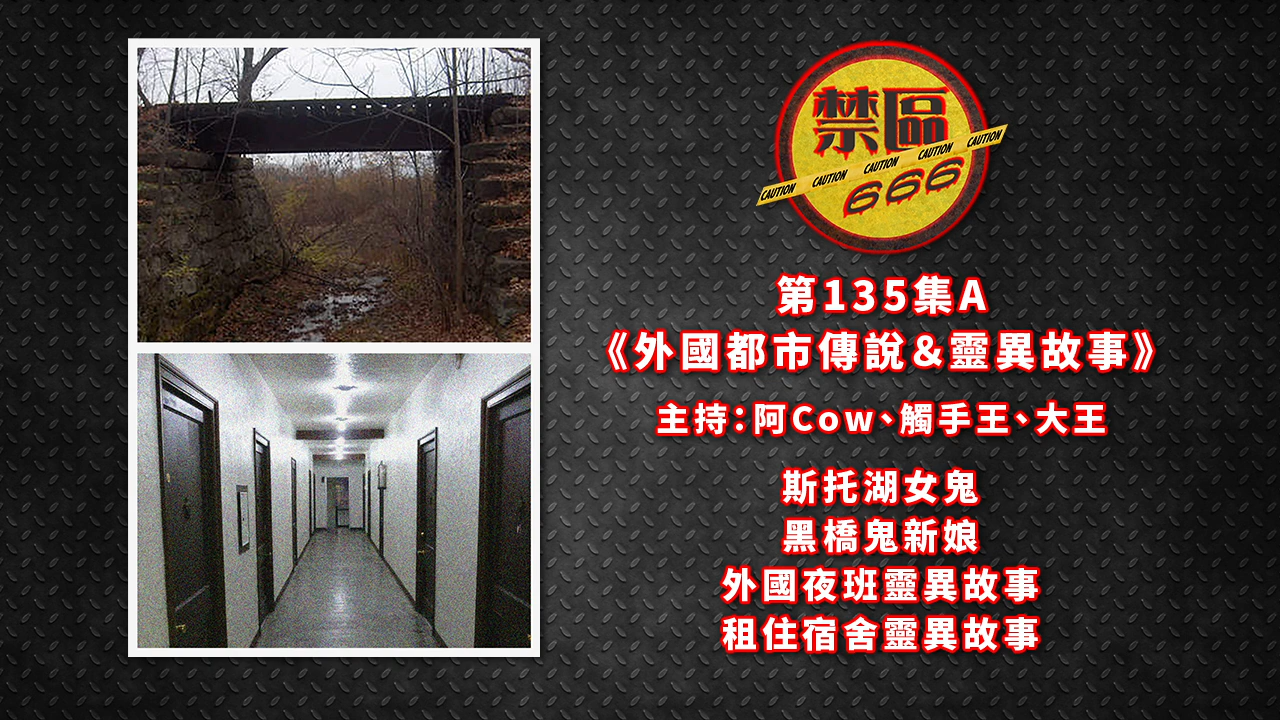 禁區
CAUTION CAUTION CAUTION CAUTION CAUTION
666
第135集A
《外國都市傳說&靈異故事》
主持：阿Cow、觸手王、大王
斯托湖女鬼
黑橋鬼新娘
外國夜班靈異故事
租住宿舍靈異故事